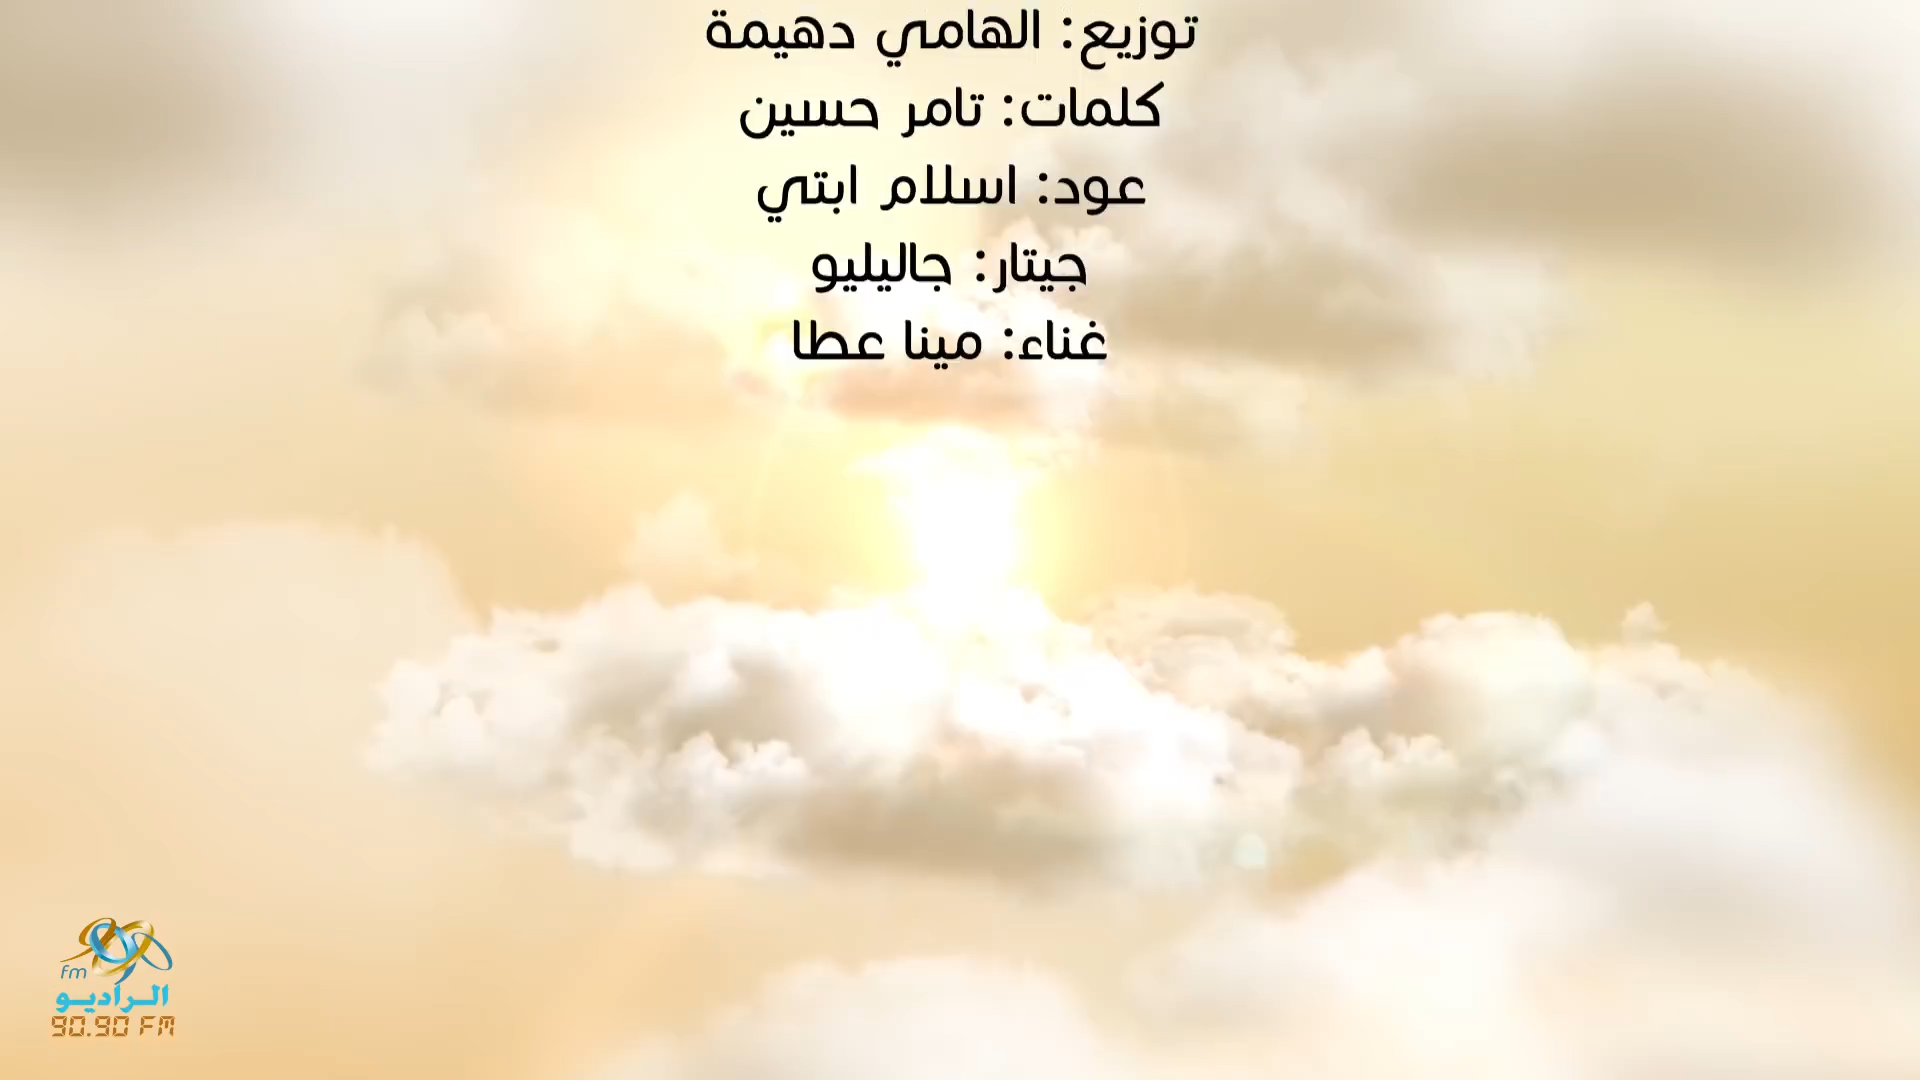 توزيع: الهامي دهيمة
كلمات: تامر حسين
عود: اسلام ابتي
جيتار: جاليليو
غناء: مينا عطا
fm
الراديو
90.90 FM